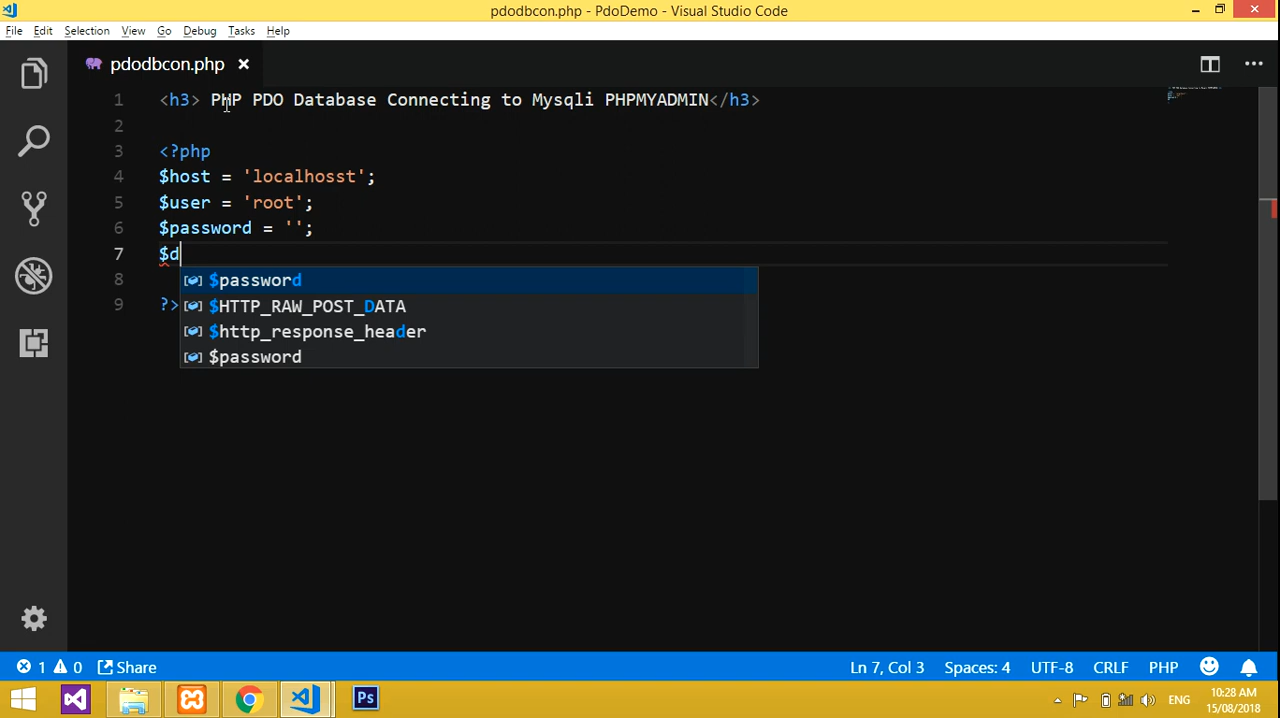 pdodbcon.php - PdoDemo - Visual Studio Code
File Edit Selection View Go Debug Tasks Help
pdodbcon.php
1 <h3> PHP PDO Database Connecting to Mysqli PHPMYADMIN</h3>
2
3 <?php
4 $host = 'localhosst';
5 $user = 'root';
6 $password = '';
7 $d
8 $password
$HTTP_RAW_POST_DATA
9 ?> $http_response_header
$password
1 0 Share Ln 7, Col 3 Spaces: 4 UTF-8 CRLF PHP
Ps ENG 10:28 AM
15/08/2018